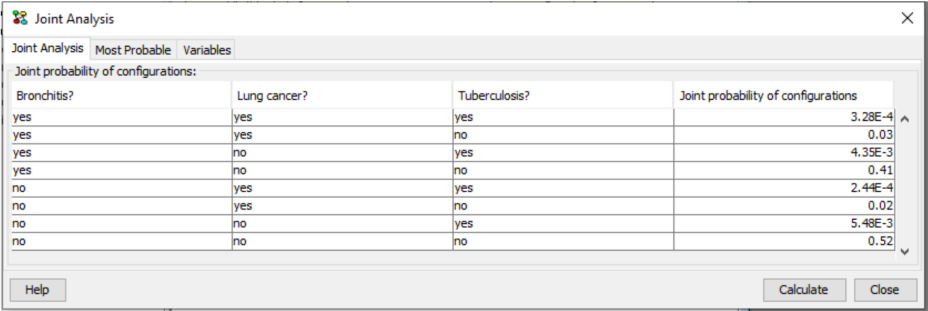 Joint Analysis
Joint Analysis Most Probable Variables
Joint probability of configurations:
Bronchitis? Lung cancer? Tuberculosis? Joint probability of configurations
yes yes yes 3.28E-4
yes yes no 0.03
yes no yes 4.35E-3
yes no no 0.41
no yes yes 2.44E-4
no yes no 0.02
no no yes 5.48E-3
no no no 0.52
Help Calculate Close